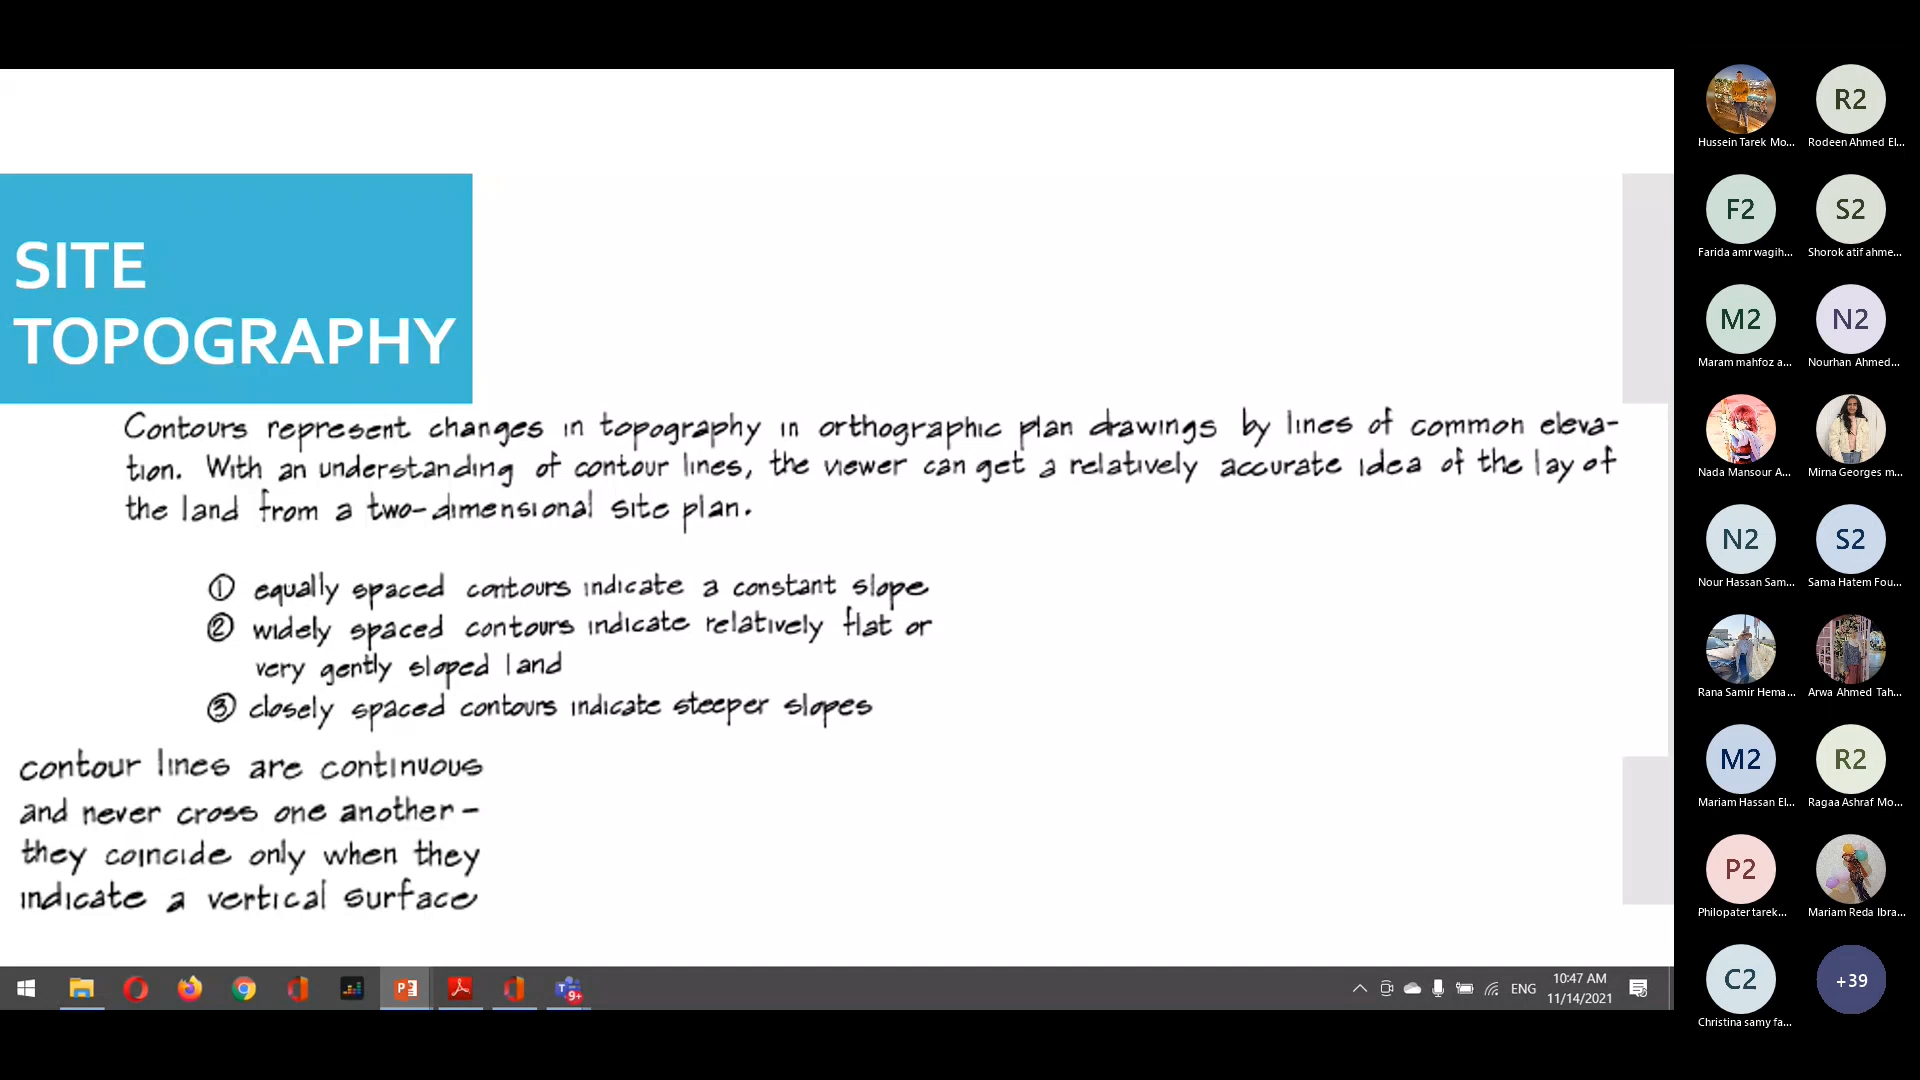 SITE
TOPOGRAPHY
Contours represent changes in topography in orthographic plan drawings by lines of common eleva-
tion. With an understanding of contour lines, the viewer can get a relatively accurate idea of the lay of
the land from a two-dimensional site plan.
① equally spaced contours indicate a constant slope
② widely spaced contours indicate relatively flat or
very gently sloped land
③ closely spaced contours indicate steeper slopes
contour lines are continuous
and never cross one another-
they coincide only when they
indicate a vertical surface
R2
Hussein Tarek Mo... Rodeen Ahmed El...
F2 S2
Farida amr wagih... Shorok atif ahme...
M2 N2
Maram mahfoz a... Nourhan Ahmed...
Nada Mansour A... Mirna Georges m...
N2 S2
Nour Hassan Sam... Sama Hatem Fou...
Rana Samir Hema... Arwa Ahmed Tah...
M2 R2
Mariam Hassan El... Ragaa Ashraf Mo...
P2
Philopater tarek... Mariam Reda Ibra...
C2 +39
Christina samy fa...
9+
ENG
10:47 AM
11/14/2021